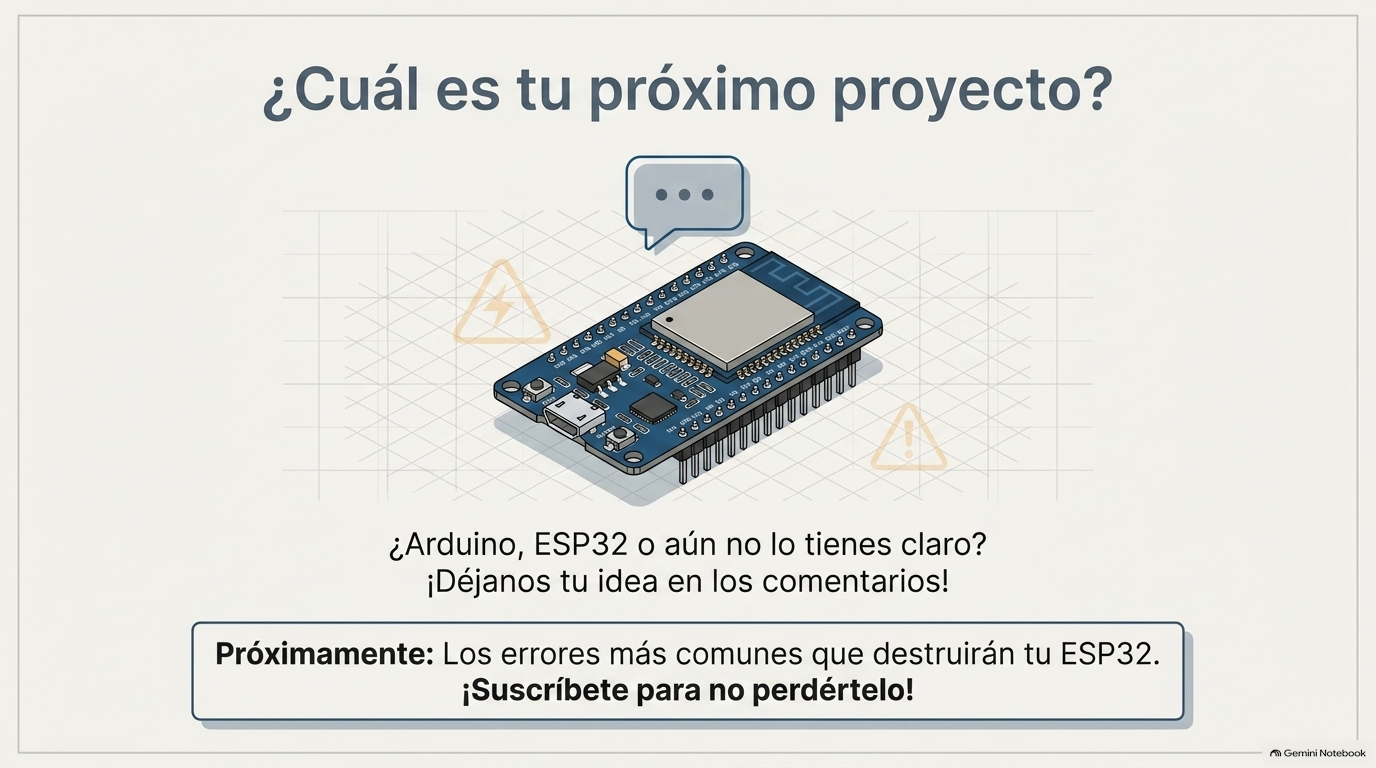 ¿Cuál es tu próximo proyecto?
¿Arduino, ESP32 o aún no lo tienes claro?
¡Déjanos tu idea en los comentarios!
Próximamente: Los errores más comunes que destruirán tu ESP32.
¡Suscríbete para no perdértelo!
Gemini Notebook